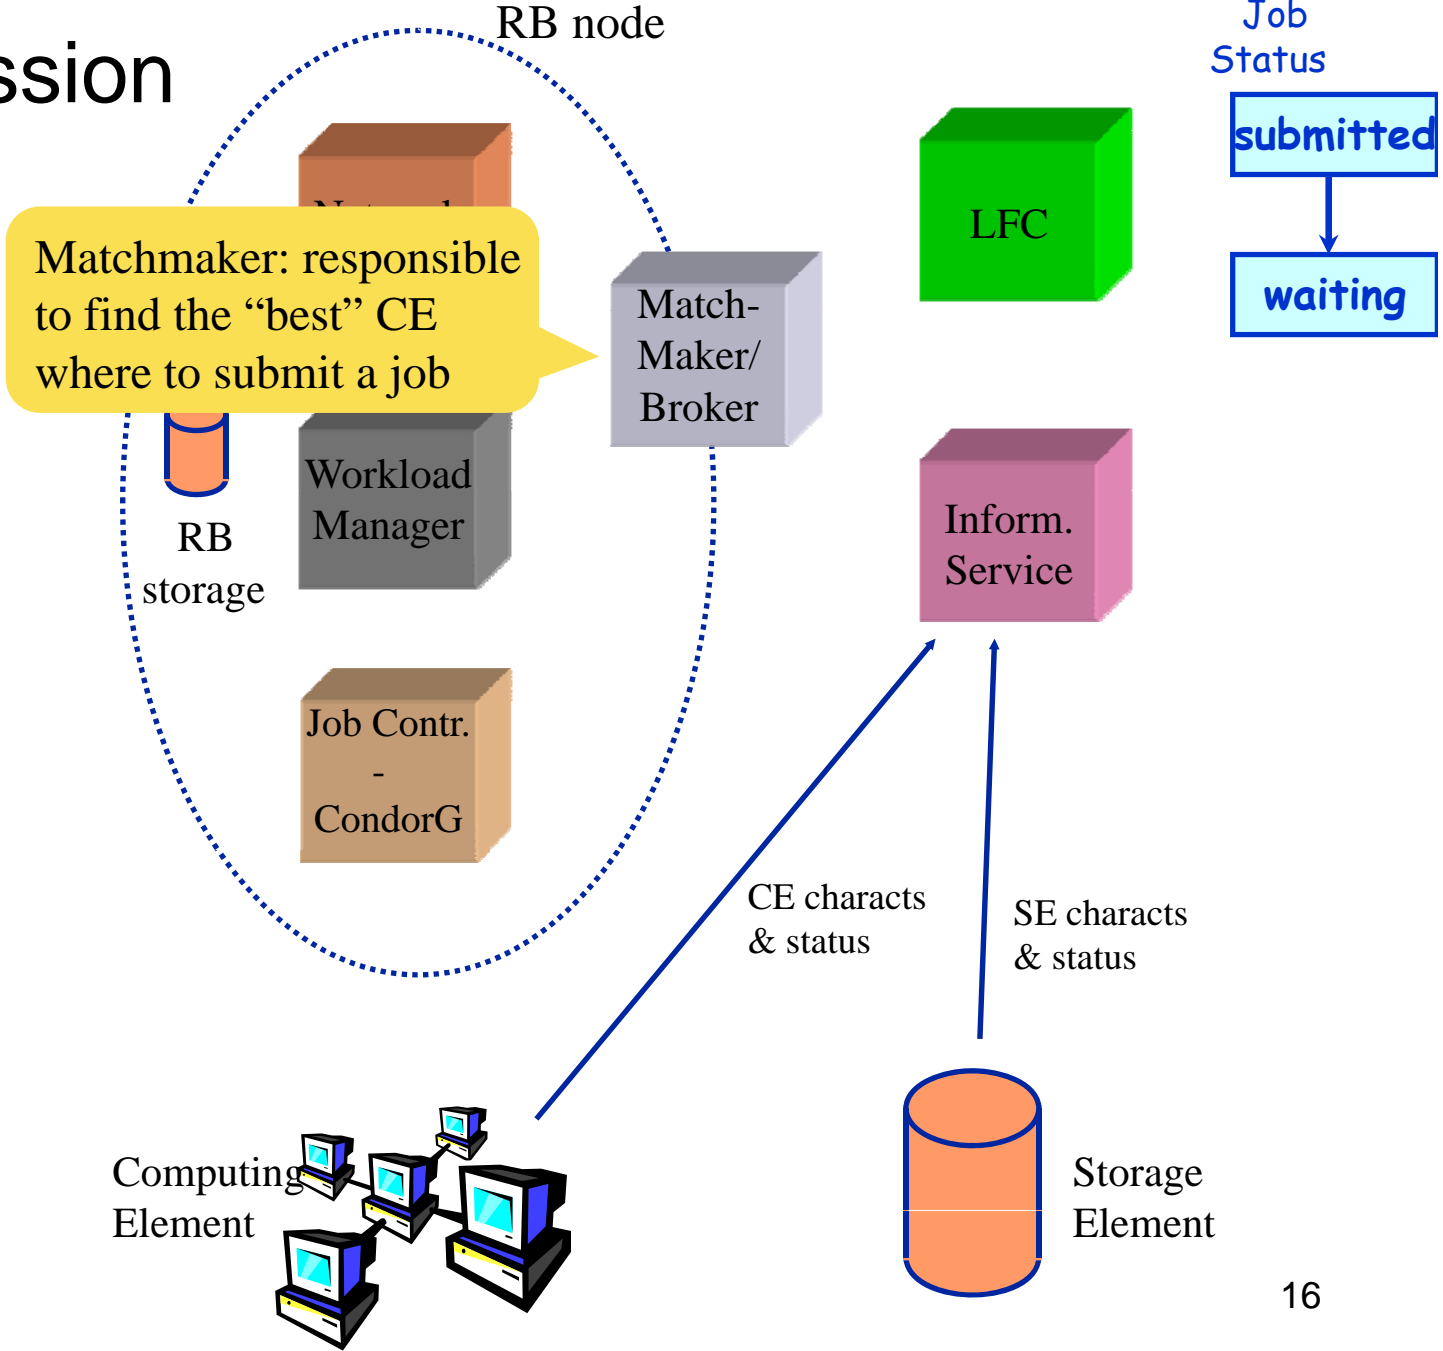 RB node
Job
Status
ssion
submitted
LFC
Matchmaker: responsible
to find the “best” CE
where to submit a job
Match-
Maker/
Broker
waiting
Workload
Manager
RB
storage
Inform.
Service
Job Contr.
-
CondorG
CE characts
& status
SE characts
& status
Computing
Element
Storage
Element
16